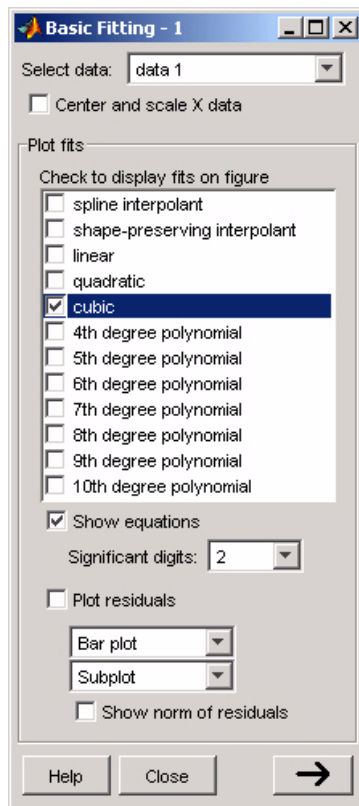 Basic Fitting - 1
Select data: data 1
Center and scale X data
Plot fits
Check to display fits on figure
spline interpolant
shape-preserving interpolant
linear
quadratic
cubic
4th degree polynomial
5th degree polynomial
6th degree polynomial
7th degree polynomial
8th degree polynomial
9th degree polynomial
10th degree polynomial
Show equations
Significant digits: 2
Plot residuals
Bar plot
Subplot
Show norm of residuals
Help Close